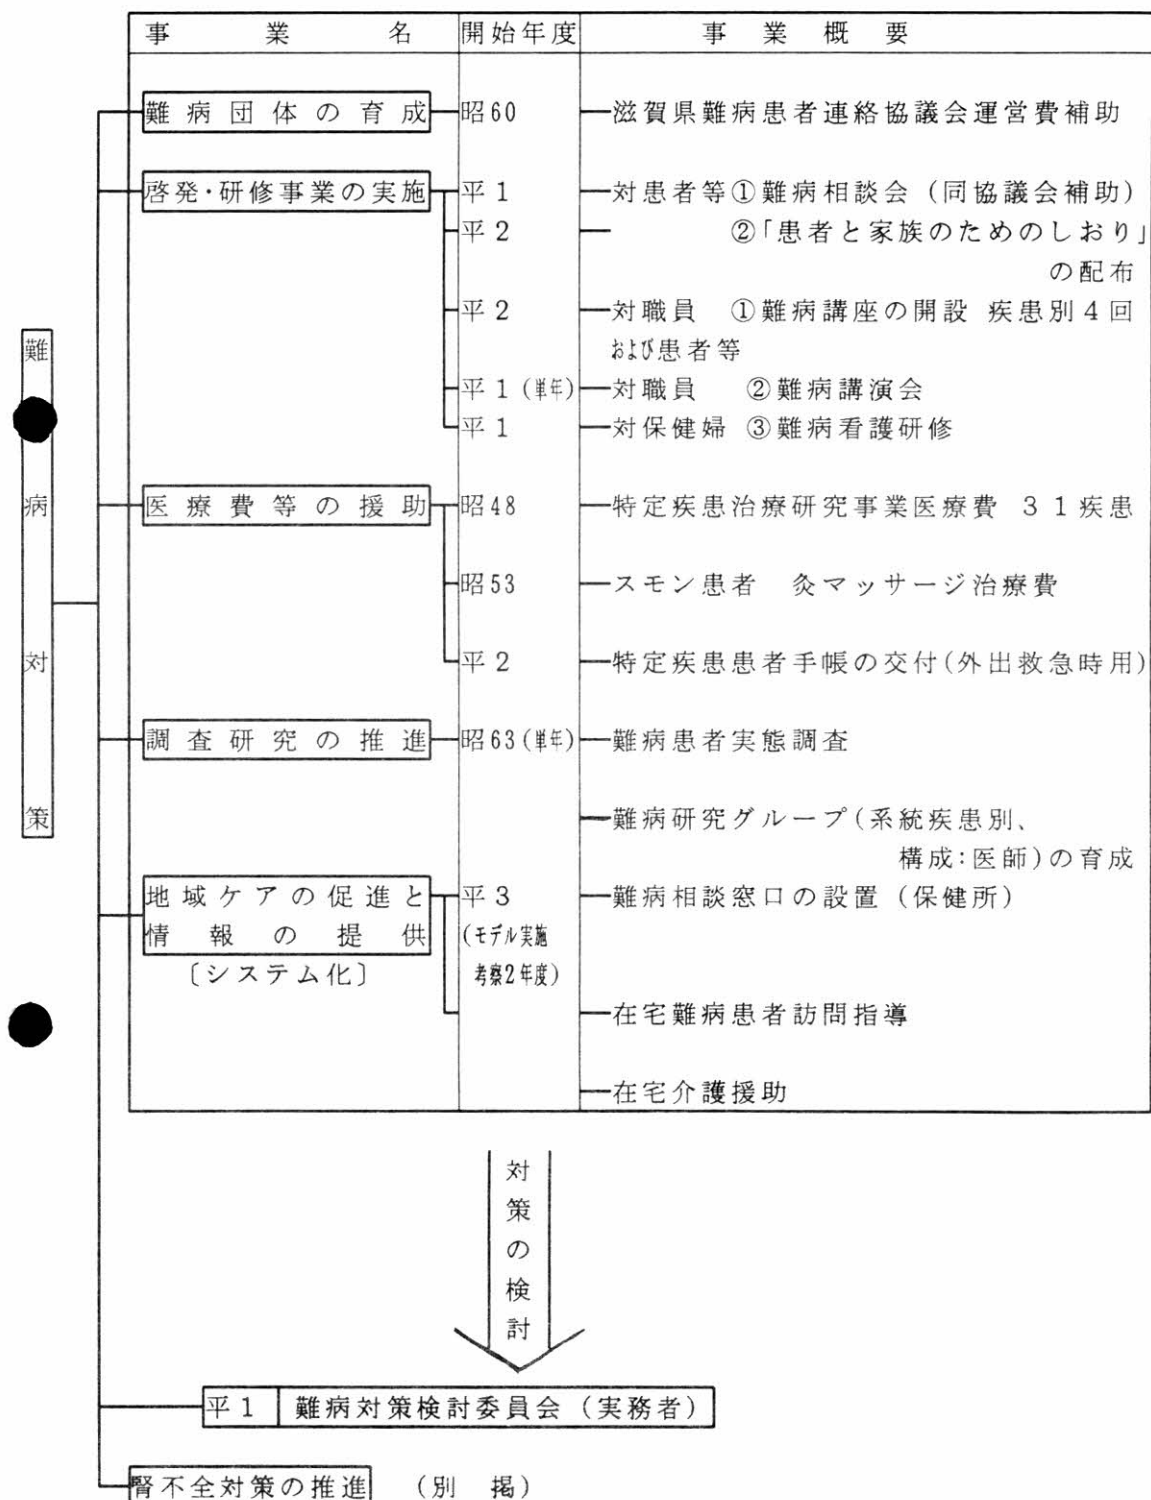 事業名 開始年度 事業概要
難病団体の育成 昭60 滋賀県難病患者連絡協議会運営費補助
啓発・研修事業の実施 平1 対患者等①難病相談会(同協議会補助)
平2 ②「患者と家族のためのしおり」
の配布
平2 対職員 ①難病講座の開設 疾患別4回
および患者等
平1(単年) 対職員 ②難病講演会
平1 対保健婦 ③難病看護研修
難病対策
医療費等の援助 昭48 特定疾患治療研究事業医療費 31疾患
昭53 スモン患者 灸マッサージ治療費
平2 特定疾患患者手帳の交付(外出救急時用)
調査研究の推進 昭63(単年) 難病患者実態調査
難病研究グループ(系統疾患別、
構成:医師)の育成
地域ケアの促進と 平3 難病相談窓口の設置(保健所)
情報の提供 (モデル実施
〔システム化〕 考察2年度)
在宅難病患者訪問指導
在宅介護援助
対策の検討
平1 難病対策検討委員会(実務者)
腎不全対策の推進 (別掲)